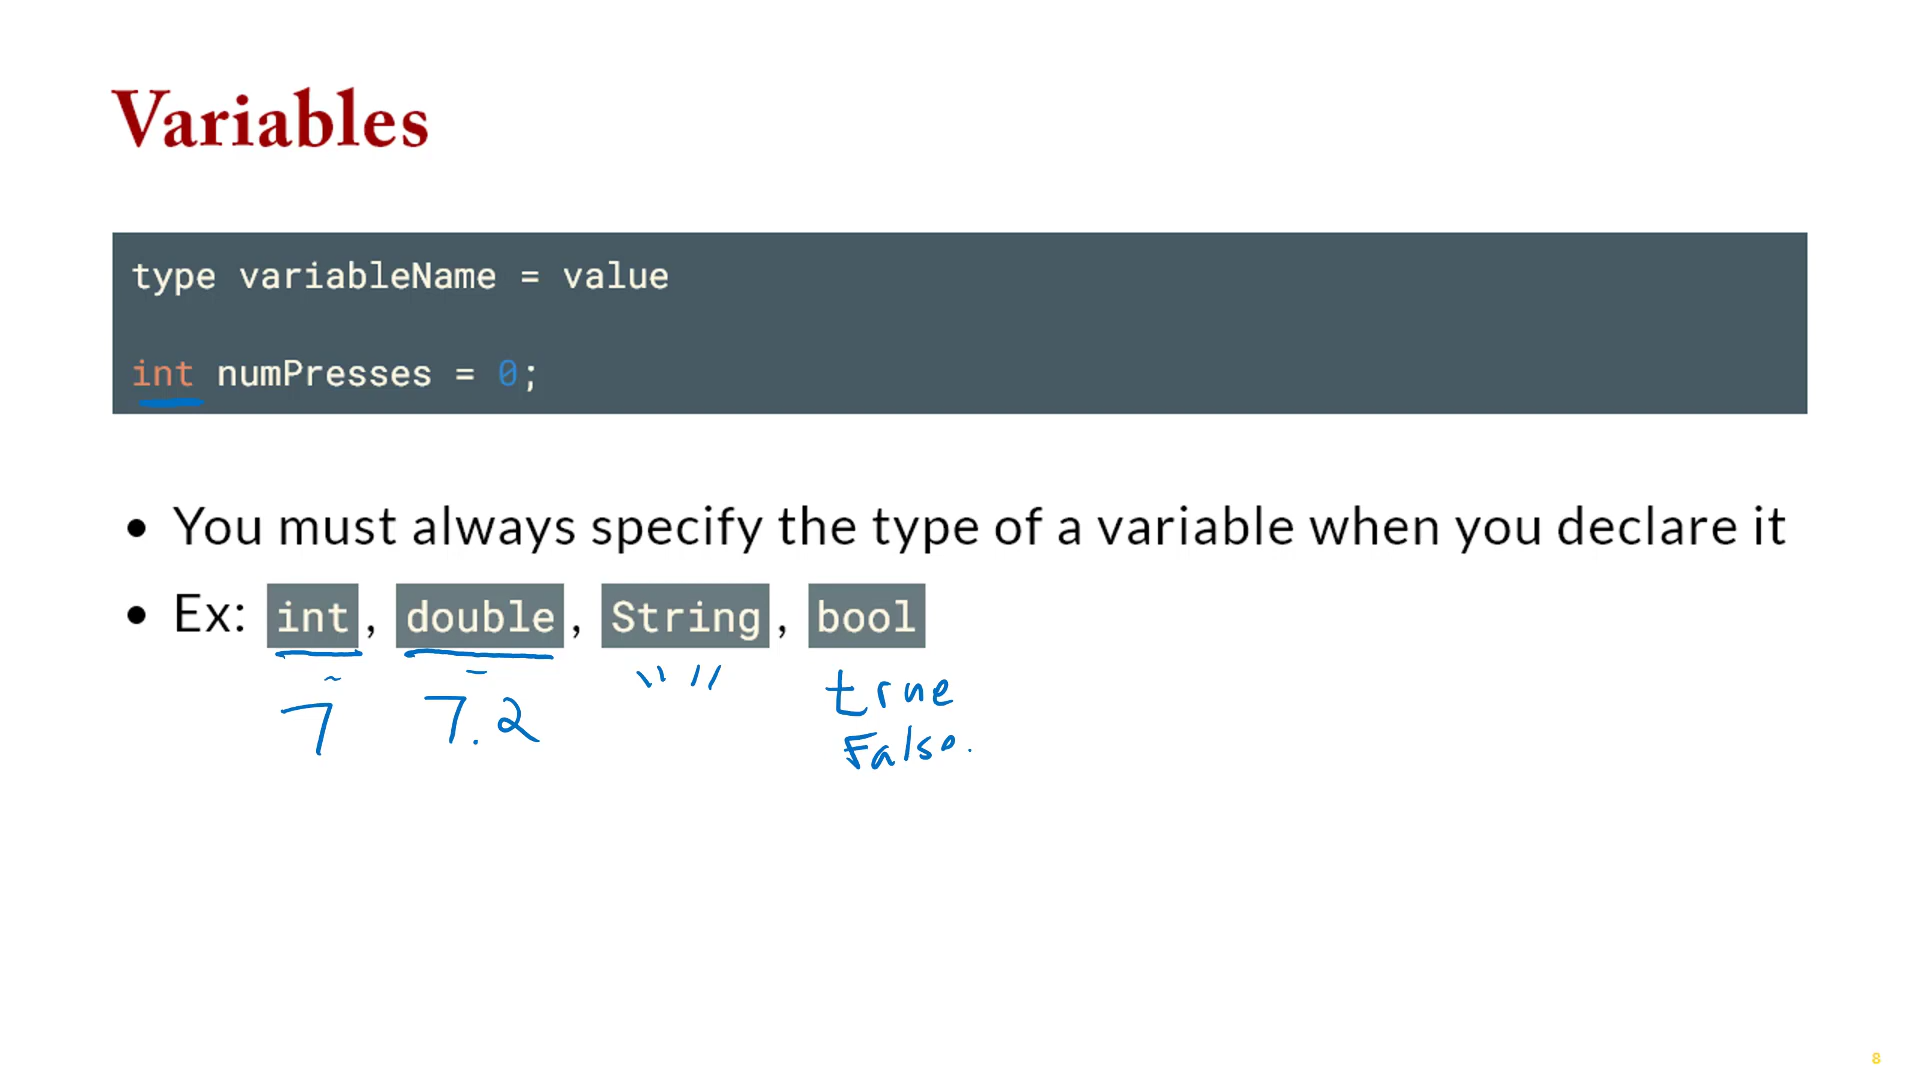 Variables
type variableName = value
int numPresses = 0;
• You must always specify the type of a variable when you declare it
• Ex: int, double, String, bool
7 7.2 " " true
False.
8